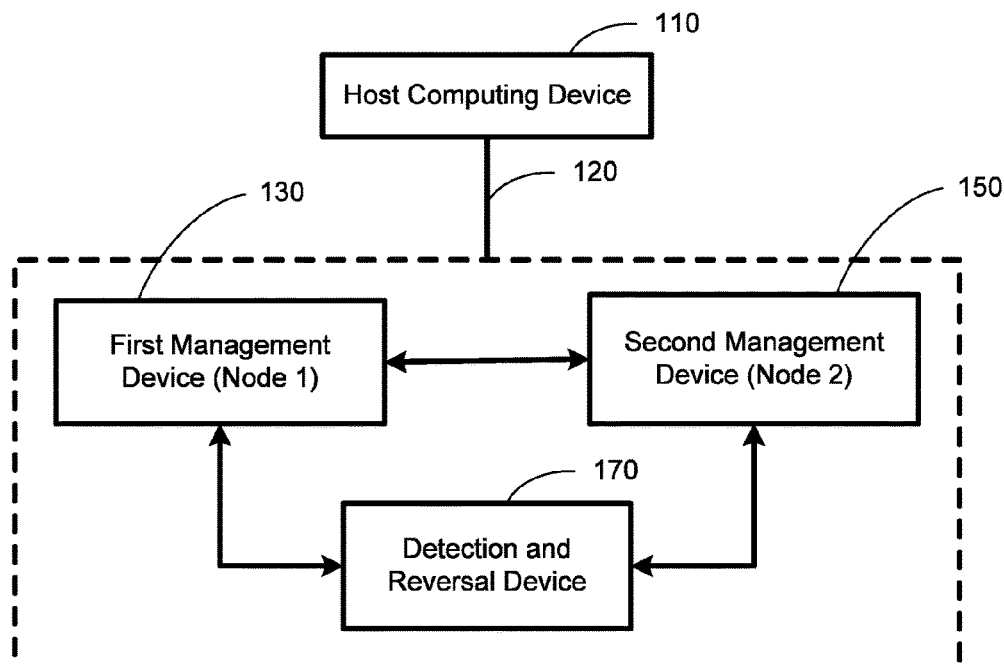 110
Host Computing Device
120
130
150
First Management
Device (Node 1)
Second Management
Device (Node 2)
170
Detection and
Reversal Device